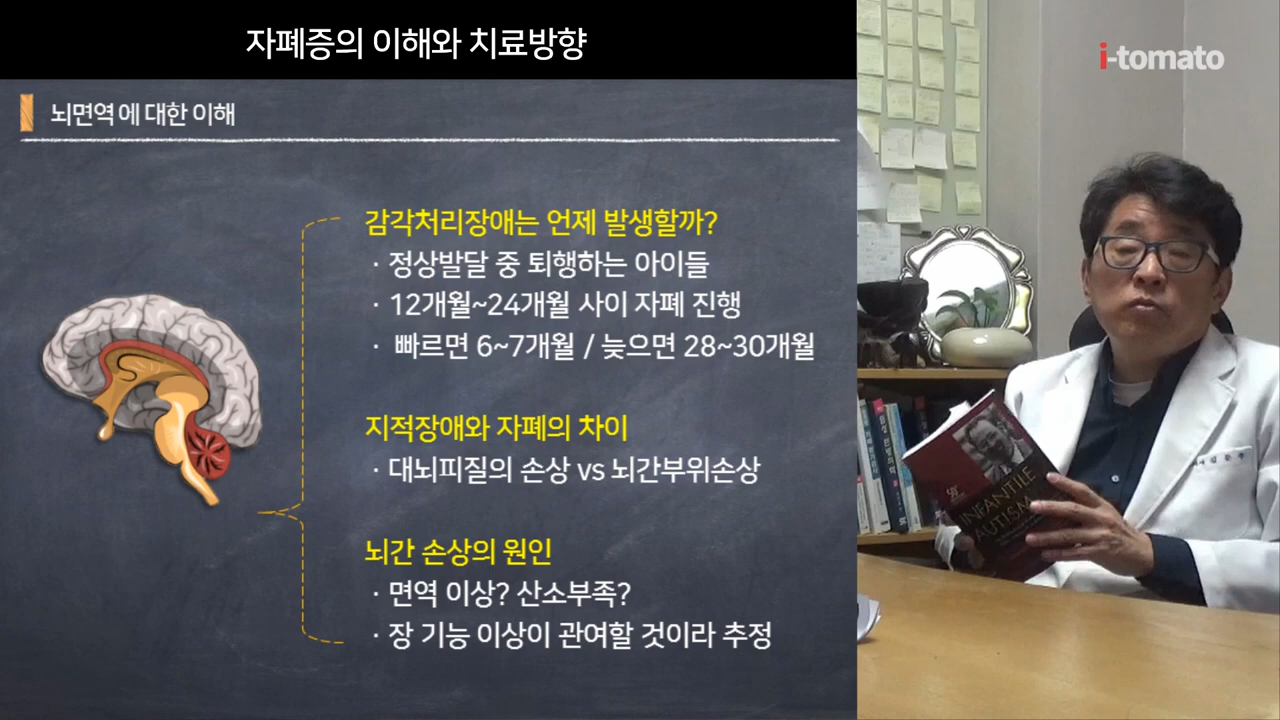 자폐증의 이해와 치료방향
i-tomato
뇌면역에 대한 이해
감각처리장애는 언제 발생할까?
· 정상발달 중 퇴행하는 아이들
· 12개월~24개월 사이 자폐 진행
· 빠르면 6~7개월 / 늦으면 28~30개월
지적장애와 자폐의 차이
· 대뇌피질의 손상 vs 뇌간부위손상
뇌간 손상의 원인
· 면역 이상? 산소부족?
· 장 기능 이상이 관여할 것이라 추정
INFANTILE
AUTISM